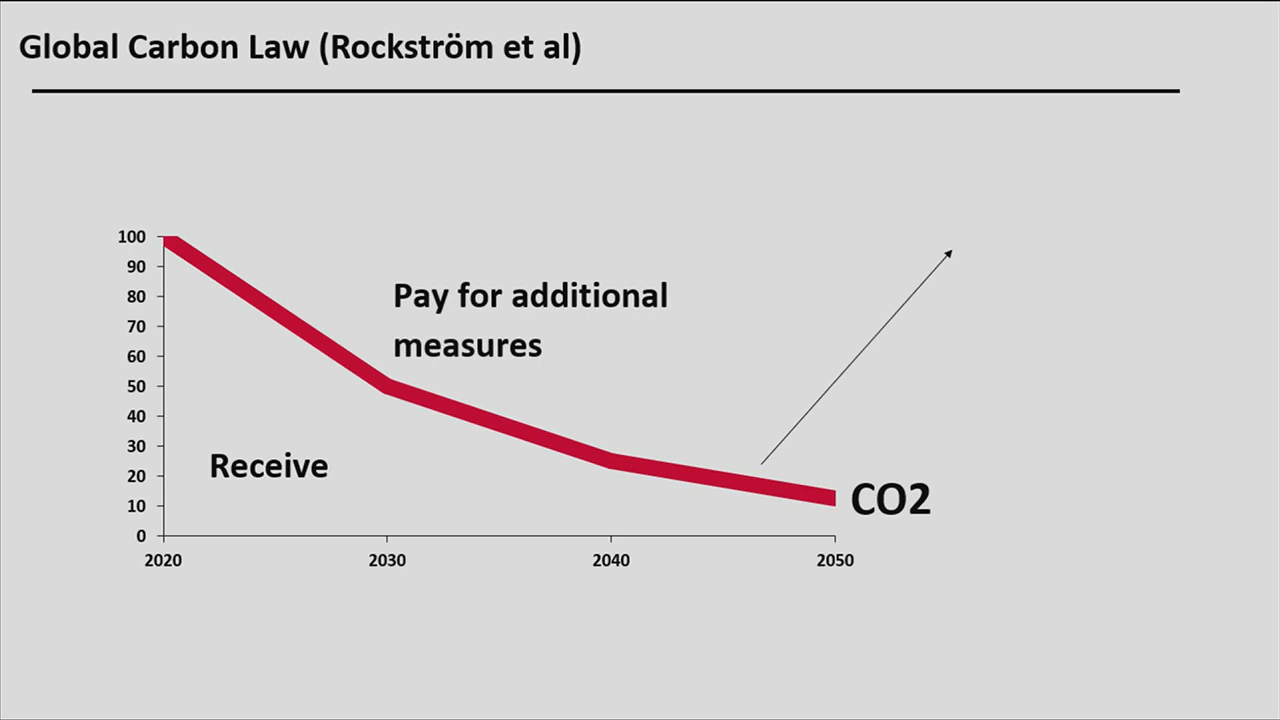 Global Carbon Law (Rockström et al)
100
90
80
70
60
50
40
30
20
10
0
Pay for additional
measures
Receive
CO2
2020 2030 2040 2050